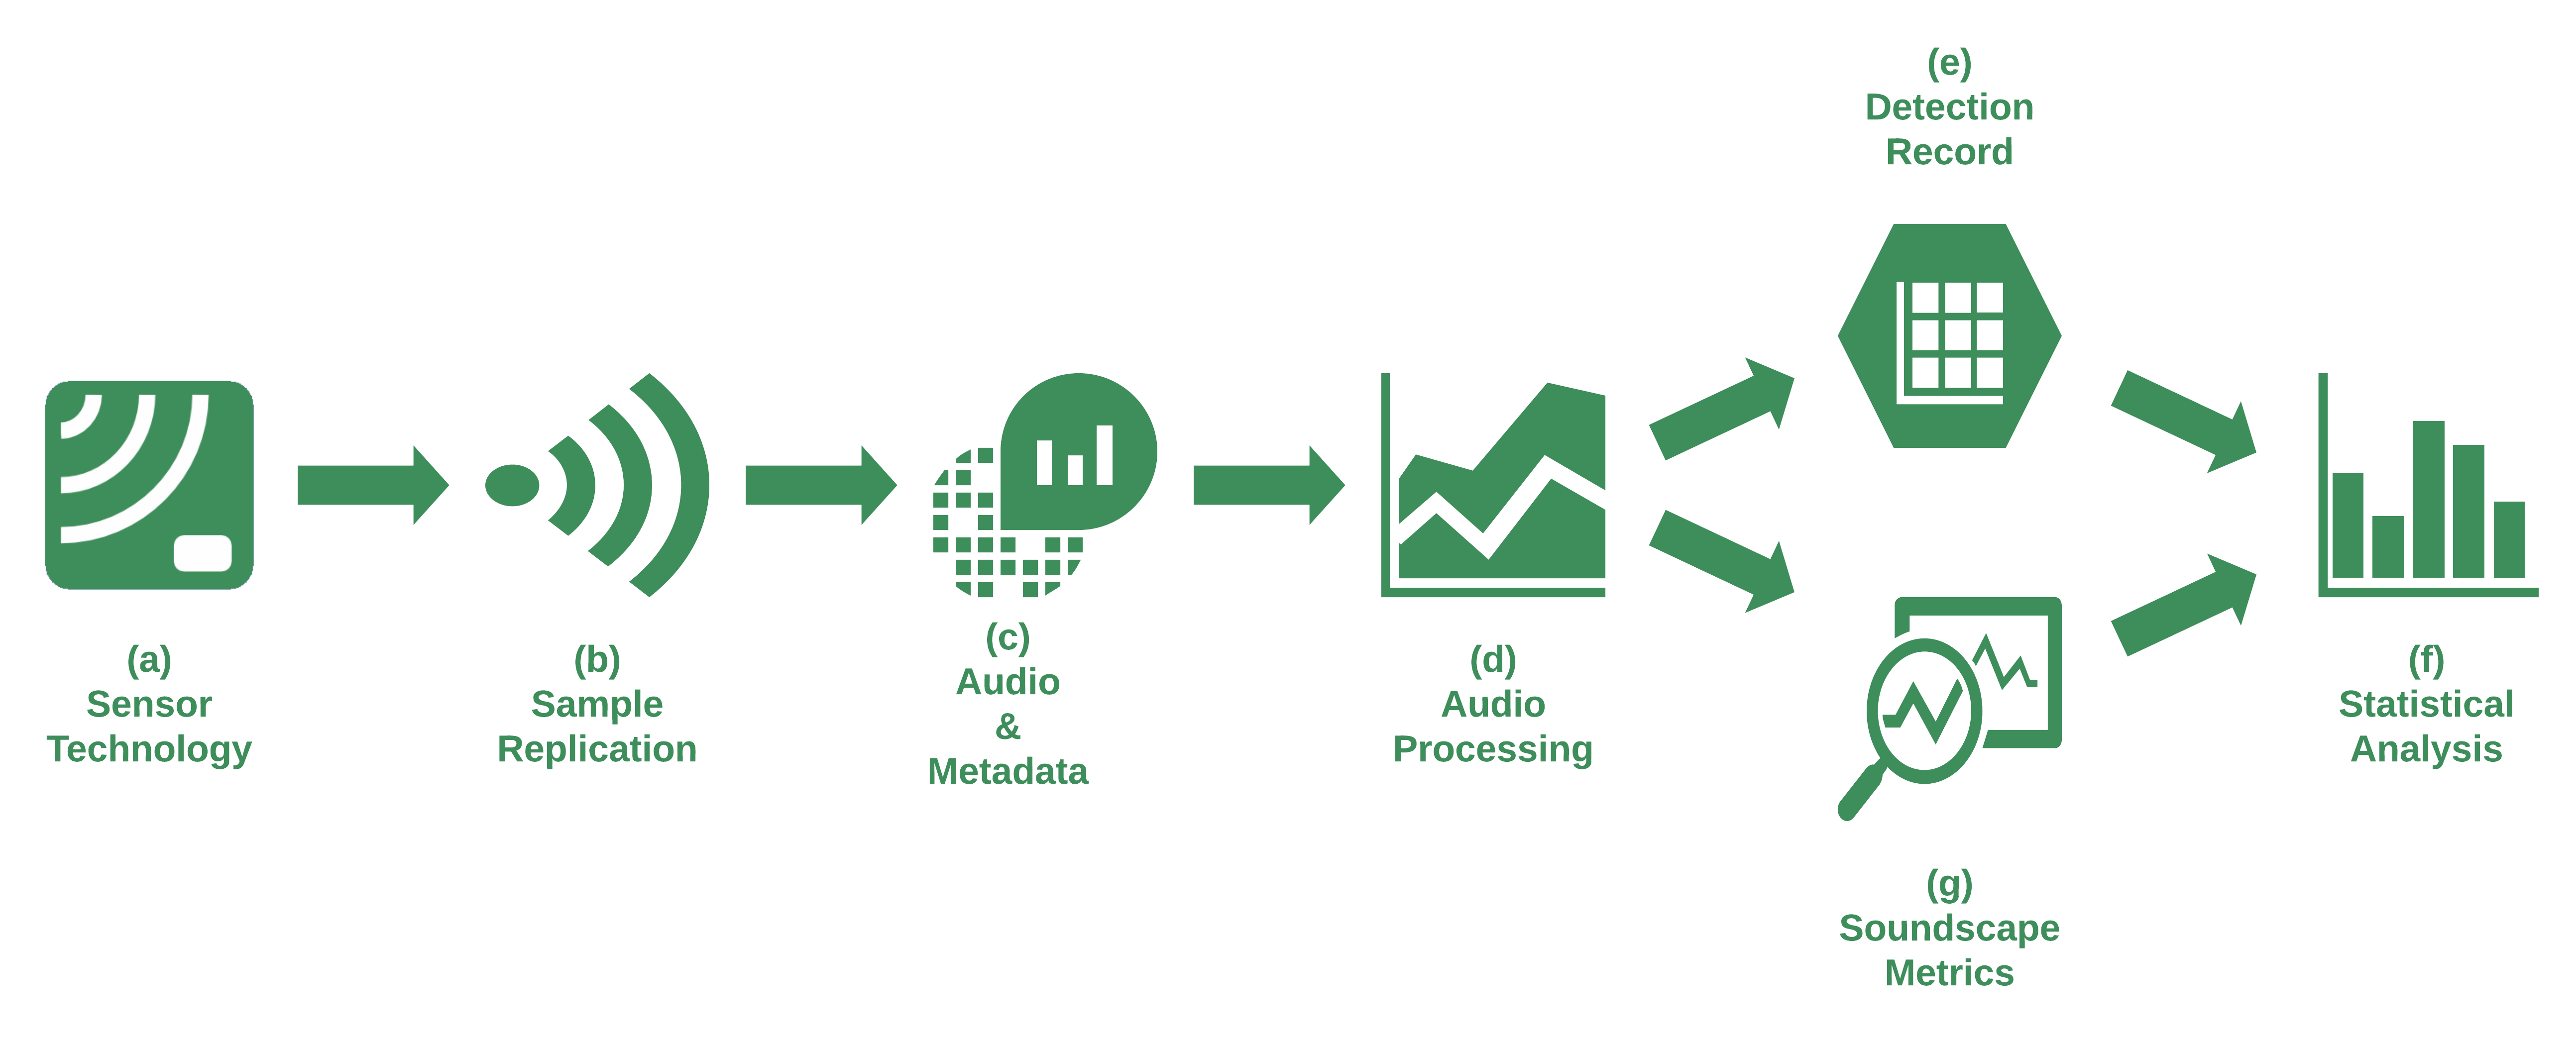 (a)
Sensor
Technology
(b)
Sample
Replication
(c)
Audio
&
Metadata
(d)
Audio
Processing
(e)
Detection
Record
(g)
Soundscape
Metrics
(f)
Statistical
Analysis